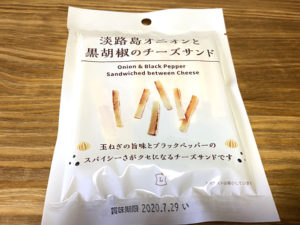 淡路島オニオンと
黒胡椒のチーズサンド
Onion & Black Pepper
Sandwiched between Cheese
玉ねぎの旨味とブラックペッパーの
スパイシーさがクセになるチーズサンドです
賞味期限 2020.7.29 い